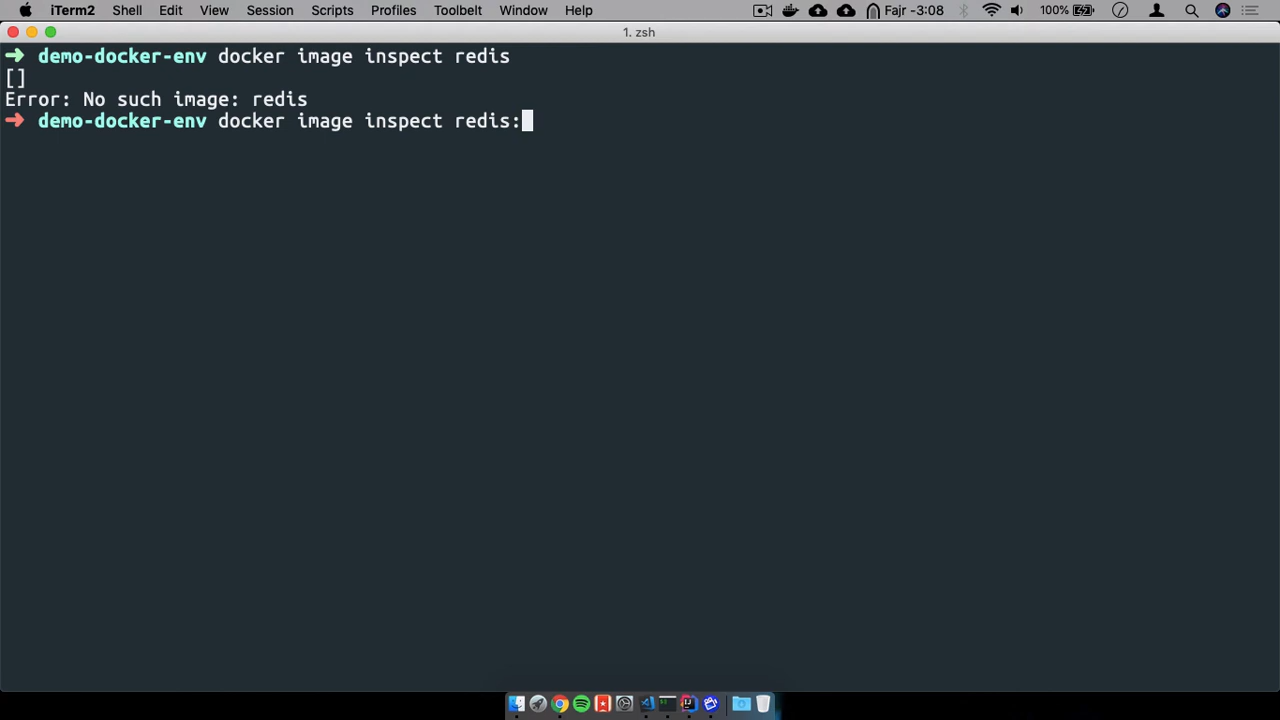 iTerm2 Shell Edit View Session Scripts Profiles Toolbelt Window Help Fajr -3:08 100%
1. zsh
➜ demo-docker-env docker image inspect redis
[]
Error: No such image: redis
➜ demo-docker-env docker image inspect redis: